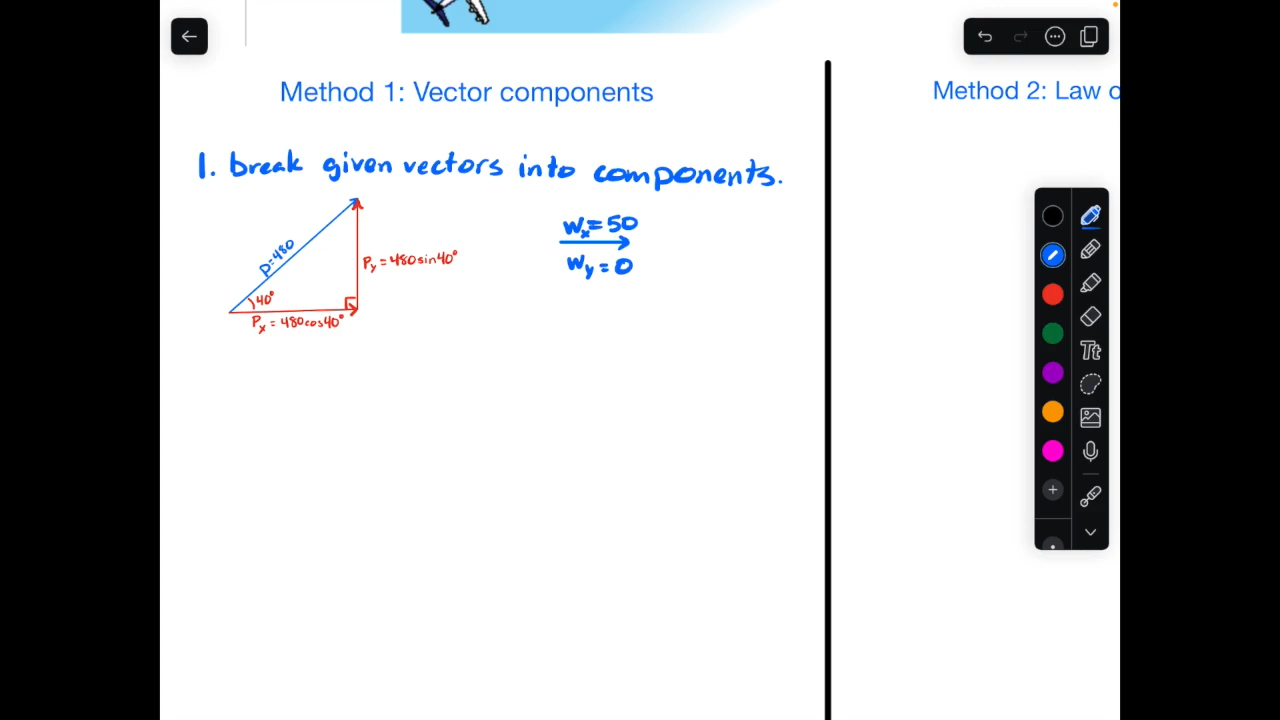 Method 1: Vector components
Method 2: Law
1. break given vectors into components.
p=480
40°
Py = 480sin40°
Px = 480cos40°
Wx = 50
Wy = 0
Tt